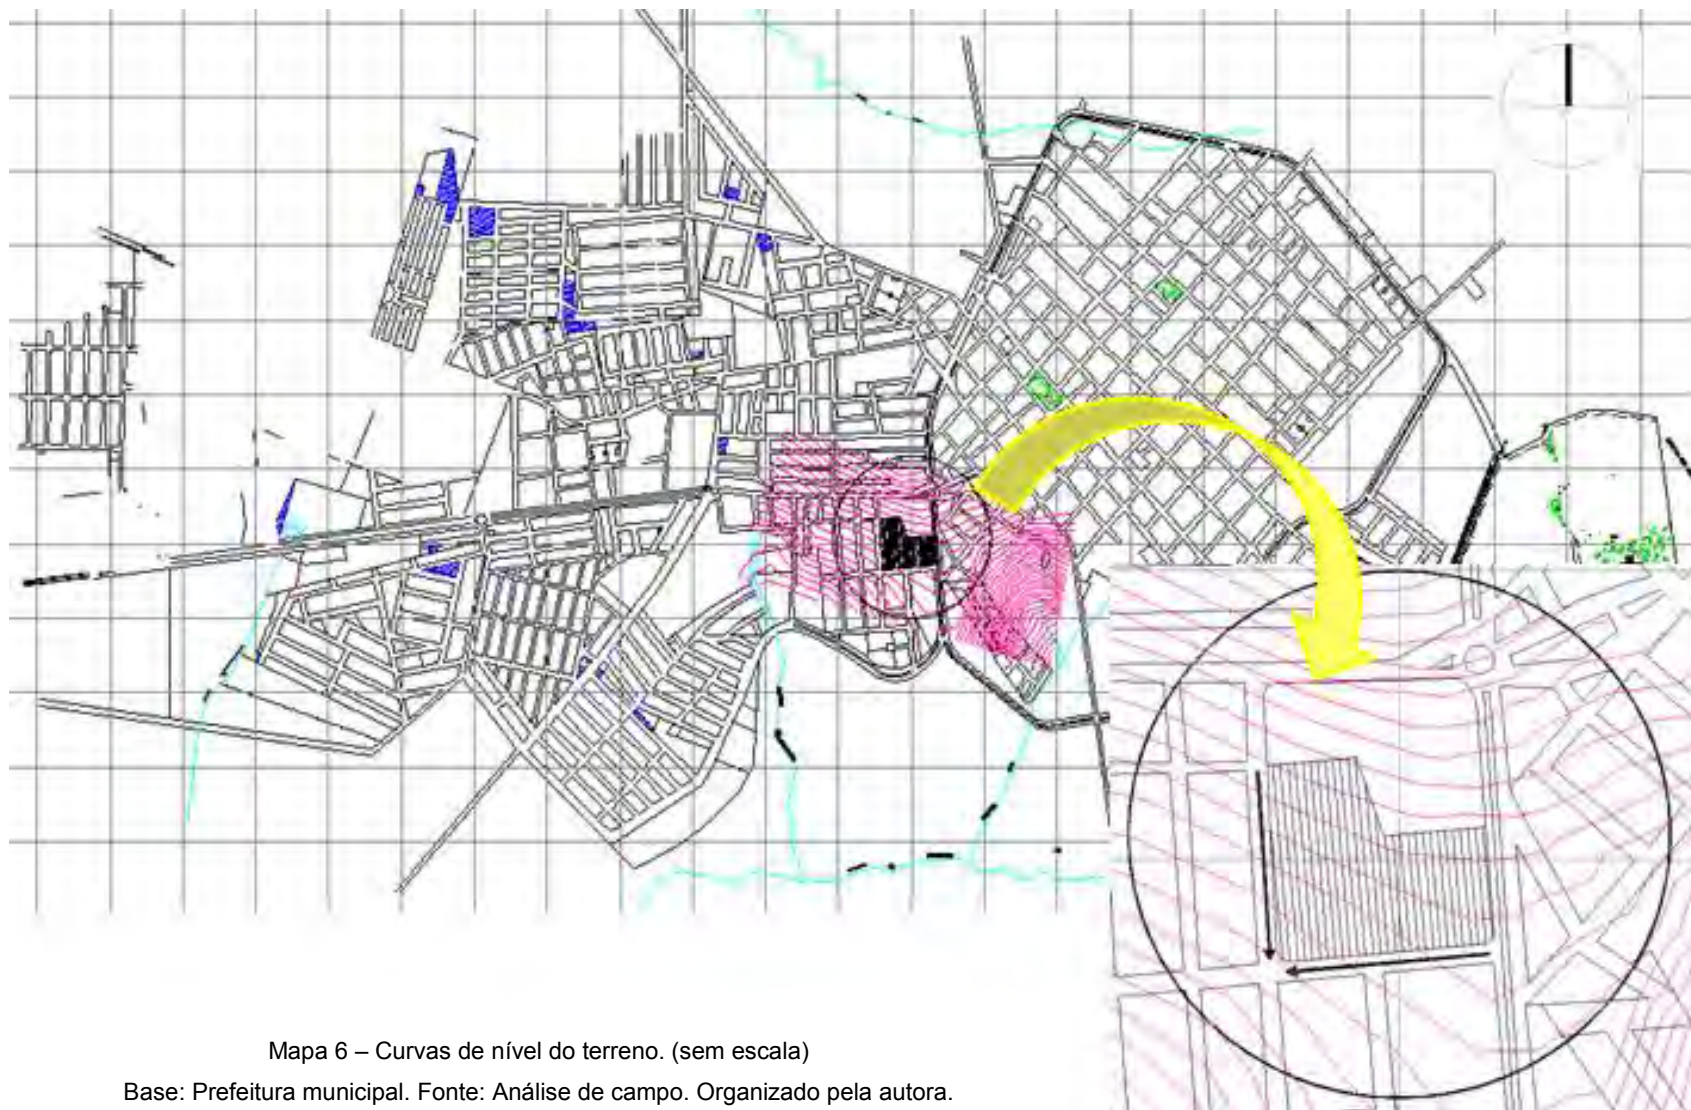 Mapa 6 – Curvas de nível do terreno. (sem escala)
Base: Prefeitura municipal. Fonte: Análise de campo. Organizado pela autora.